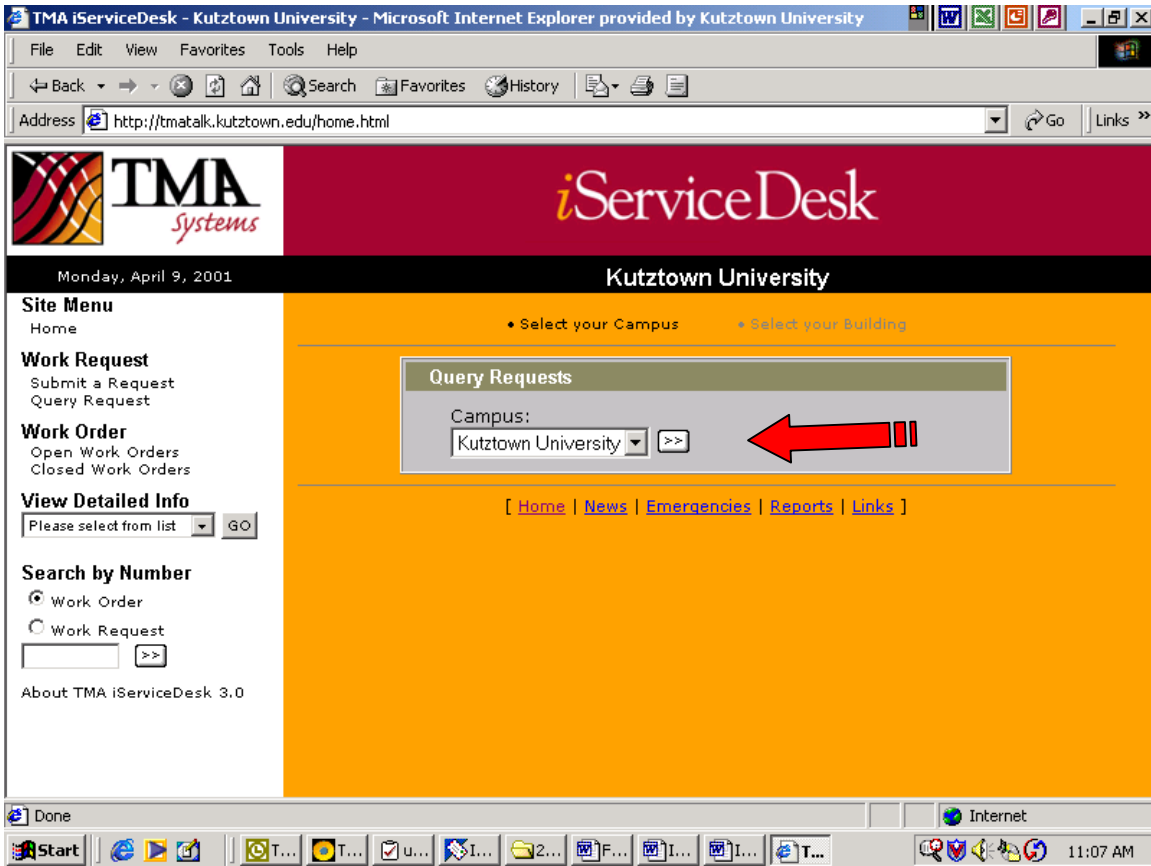 TMA iServiceDesk - Kutztown University - Microsoft Internet Explorer provided by Kutztown University
File Edit View Favorites Tools Help
Back Search Favorites History
Address http://tmatalk.kutztown.edu/home.html Go Links »
TMA
Systems
iServiceDesk
Monday, April 9, 2001
Kutztown University
Site Menu
Home
Work Request
Submit a Request
Query Request
Work Order
Open Work Orders
Closed Work Orders
View Detailed Info
Please select from list GO
Search by Number
Work Order
Work Request
>>
About TMA iServiceDesk 3.0
• Select your Campus • Select your Building
Query Requests
Campus:
Kutztown University >>
[ Home | News | Emergencies | Reports | Links ]
Done Internet
Start T... T... u... I... 2... F... I... I... T... 11:07 AM